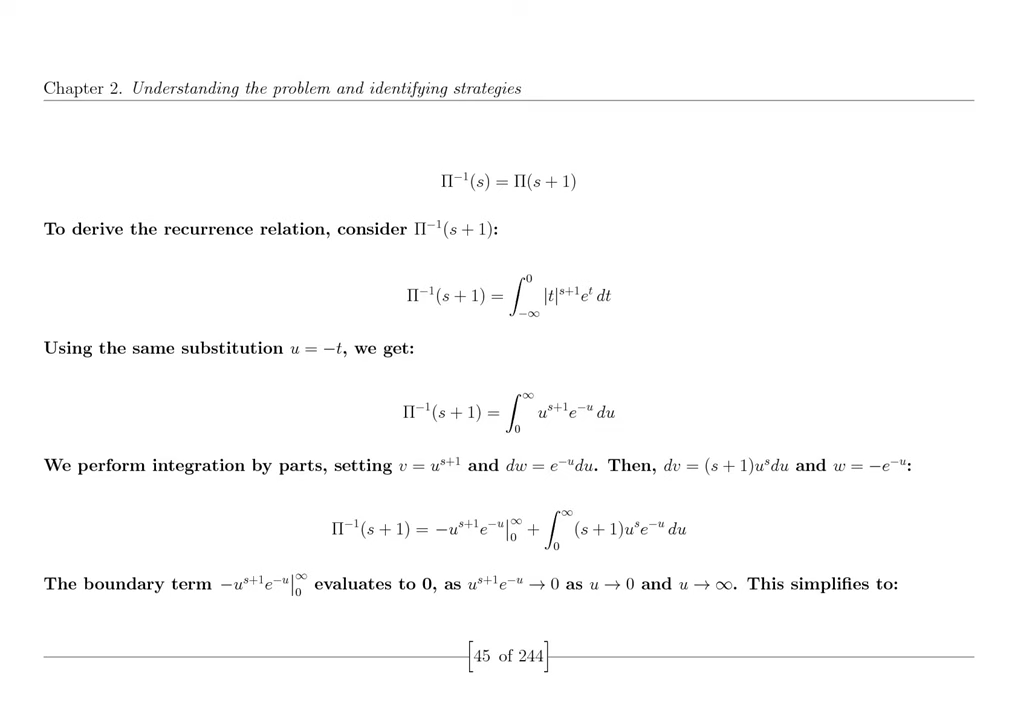 Chapter 2. Understanding the problem and identifying strategies
Π⁻¹(s) = Π(s + 1)
To derive the recurrence relation, consider Π⁻¹(s + 1):
Π⁻¹(s + 1) = ∫_{−∞}^{0} |t|^{s+1} e^{t} dt
Using the same substitution u = −t, we get:
Π⁻¹(s + 1) = ∫_{0}^{∞} u^{s+1} e^{−u} du
We perform integration by parts, setting v = u^{s+1} and dw = e^{−u}du. Then, dv = (s + 1)u^{s}du and w = −e^{−u}:
Π⁻¹(s + 1) = −u^{s+1} e^{−u}|_{0}^{∞} + ∫_{0}^{∞} (s + 1)u^{s} e^{−u} du
The boundary term −u^{s+1} e^{−u}|_{0}^{∞} evaluates to 0, as u^{s+1} e^{−u} → 0 as u → 0 and u → ∞. This simplifies to:
[45 of 244]